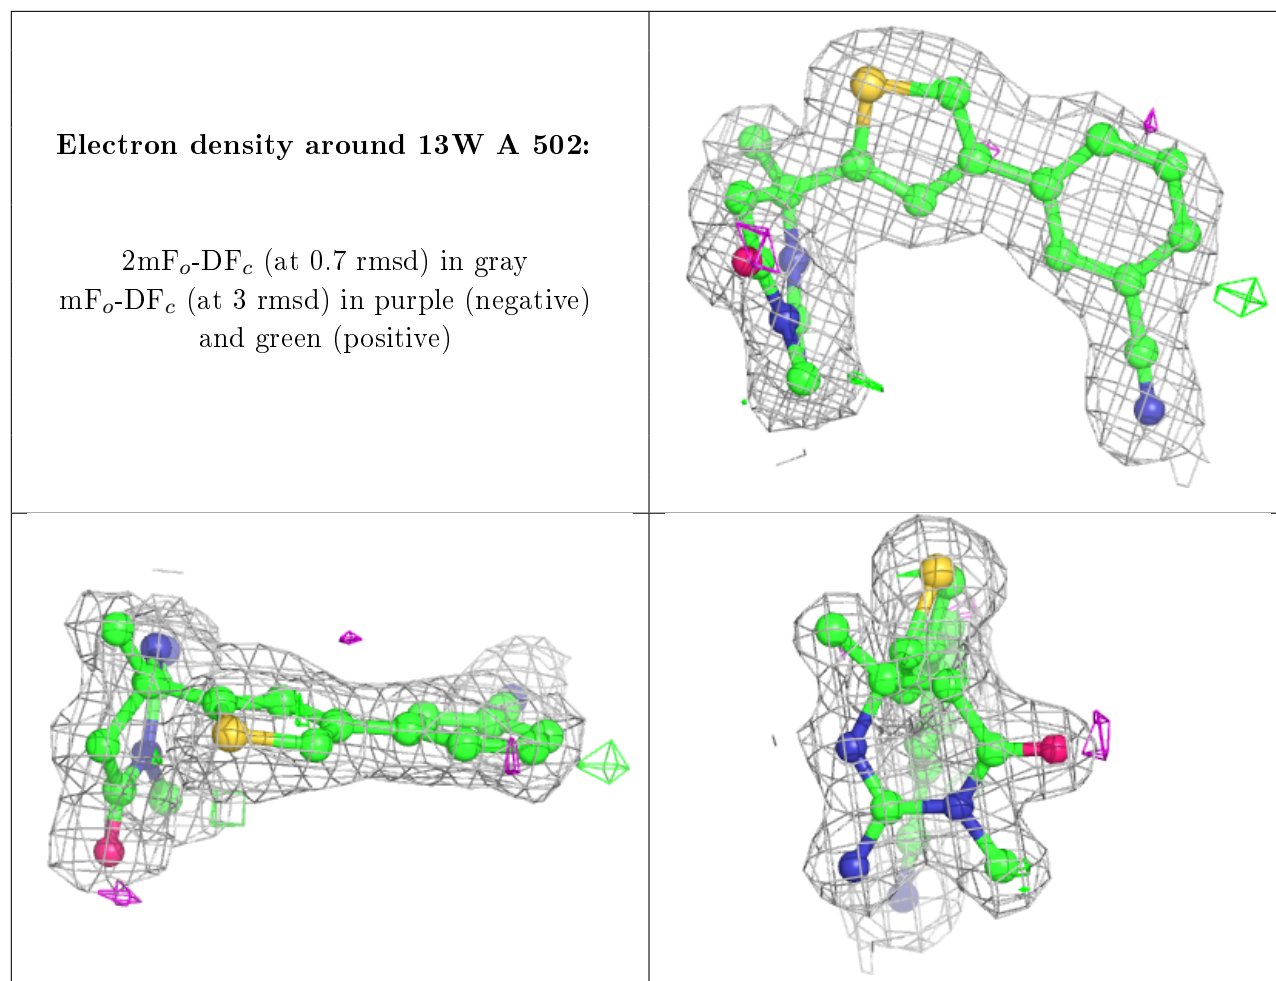 Electron density around 13W A 502:
2mFo-DFc (at 0.7 rmsd) in gray
mFo-DFc (at 3 rmsd) in purple (negative)
and green (positive)